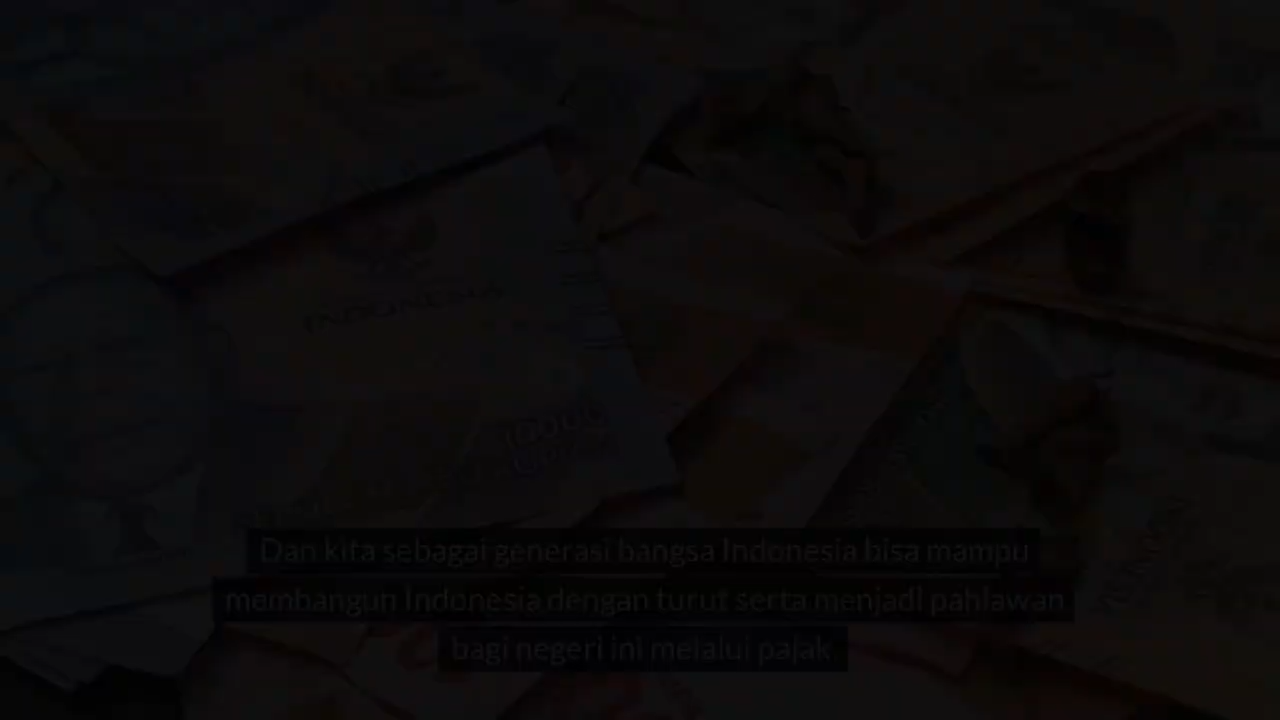 INDONESIA
Dan kita sebagai generasi bangsa Indonesia bisa mampu
membangun Indonesia dengan turut serta menjadi pahlawan
bagi negeri ini melalui pajak